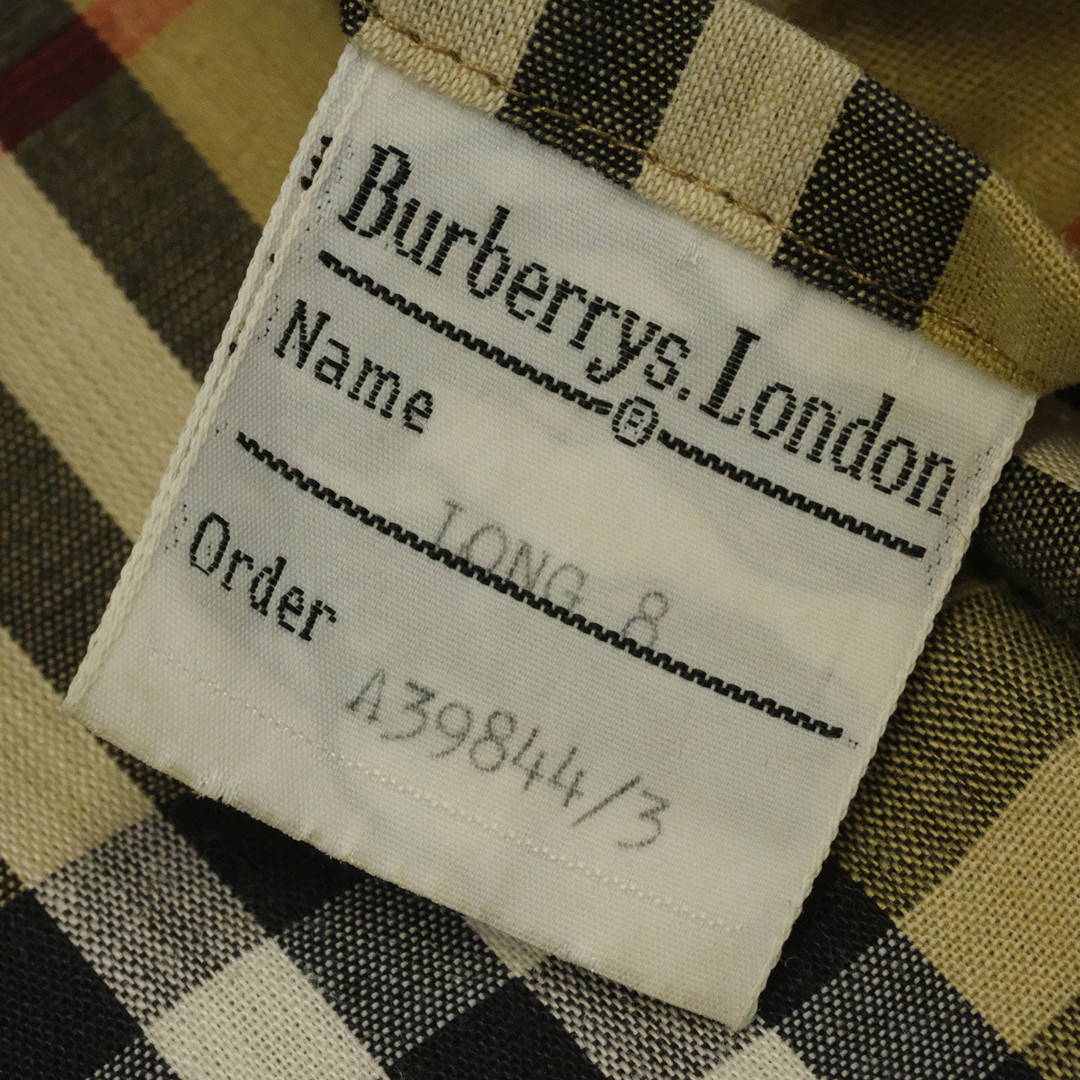 Burberrys. London
®
Name
LONG 8
Order
A39844/3